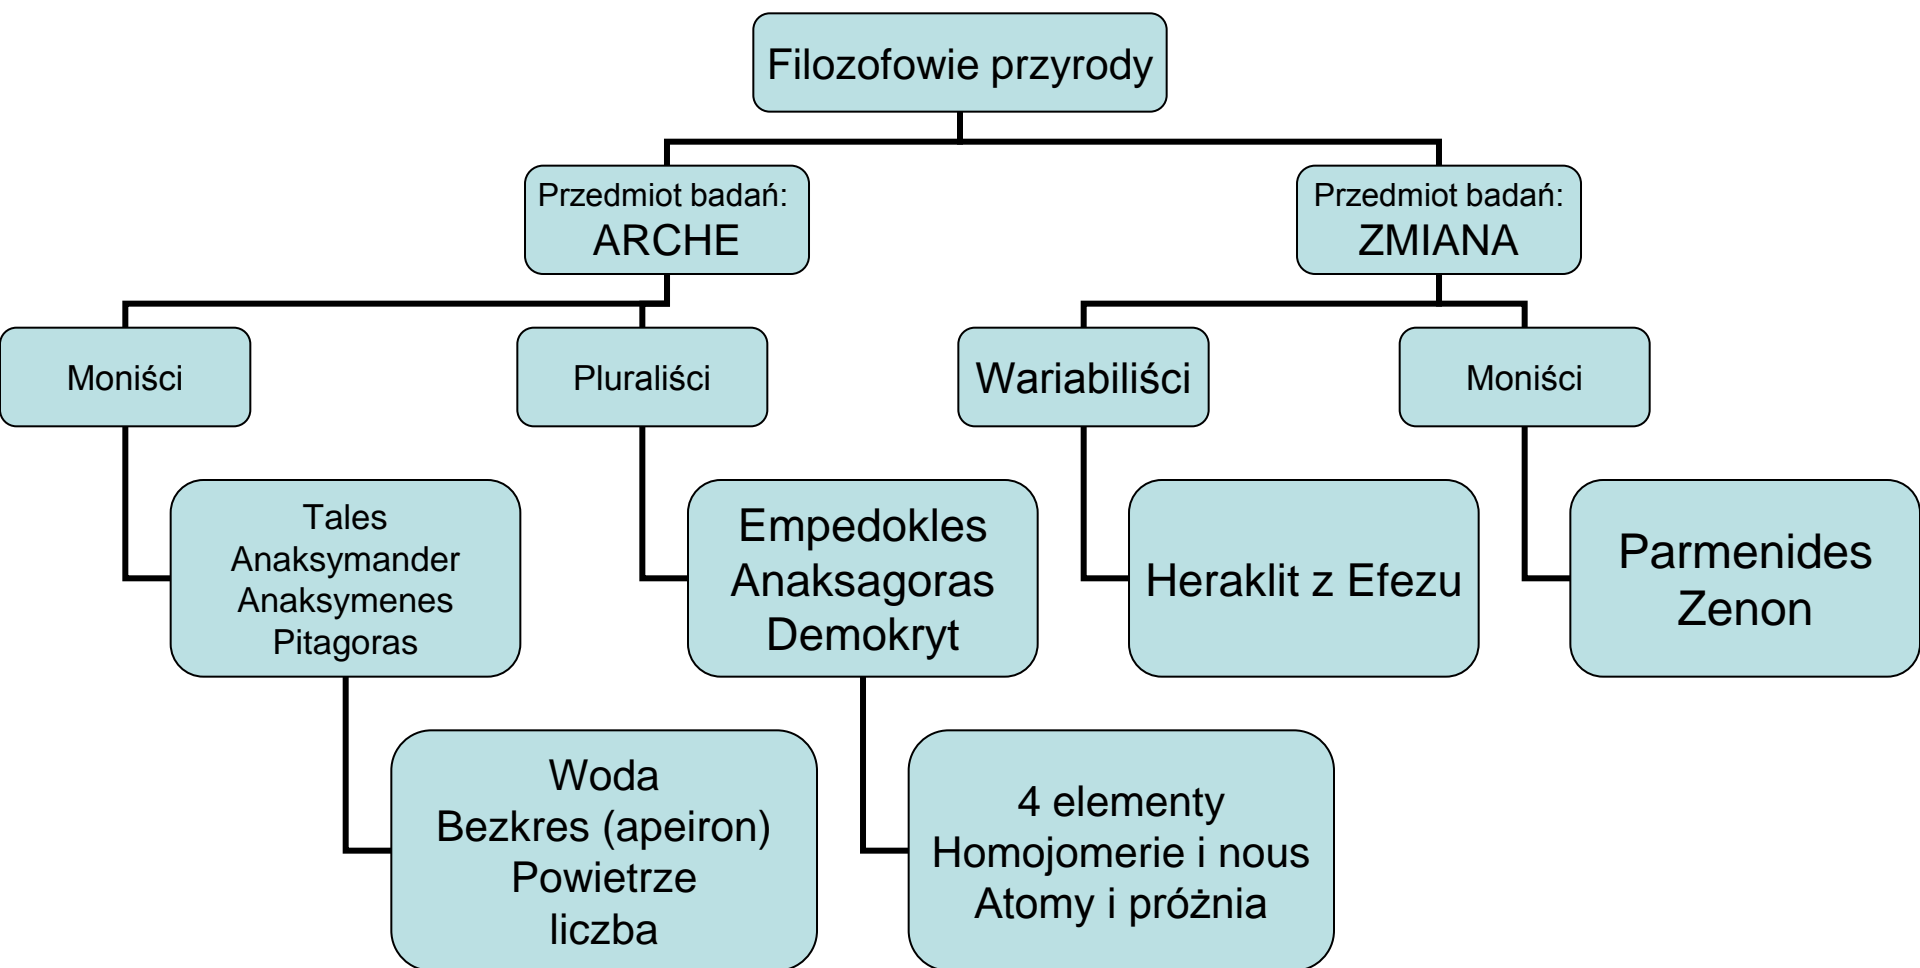 Filozofowie przyrody
Przedmiot badań:
ARCHE
Przedmiot badań:
ZMIANA
Moniści
Pluraliści
Wariabiliści
Moniści
Tales
Anaksymander
Anaksymenes
Pitagoras
Empedokles
Anaksagoras
Demokryt
Heraklit z Efezu
Parmenides
Zenon
Woda
Bezkres (apeiron)
Powietrze
liczba
4 elementy
Homojomerie i nous
Atomy i próżnia